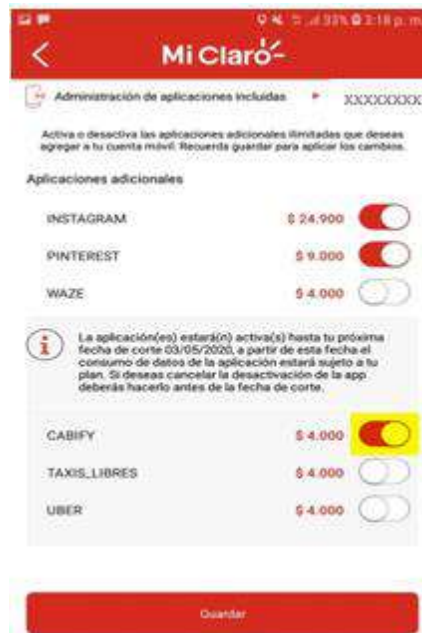 33% 3:18 p. m.
Mi Claro
Administración de aplicaciones incluidas XXXXXXXX
Activa o desactiva las aplicaciones adicionales ilimitadas que deseas
agregar a tu cuenta móvil. Recuerda guardar para aplicar los cambios.
Aplicaciones adicionales
INSTAGRAM $ 24.900
PINTEREST $ 9.000
WAZE $ 4.000
La aplicación(es) estará(n) activa(s) hasta tu próxima
fecha de corte 03/05/2020, a partir de esta fecha el
consumo de datos de la aplicación estará sujeto a tu
plan. Si deseas cancelar la desactivación de la app
deberás hacerlo antes de la fecha de corte.
CABIFY $ 4.000
TAXIS_LIBRES $ 4.000
UBER $ 4.000
Guardar